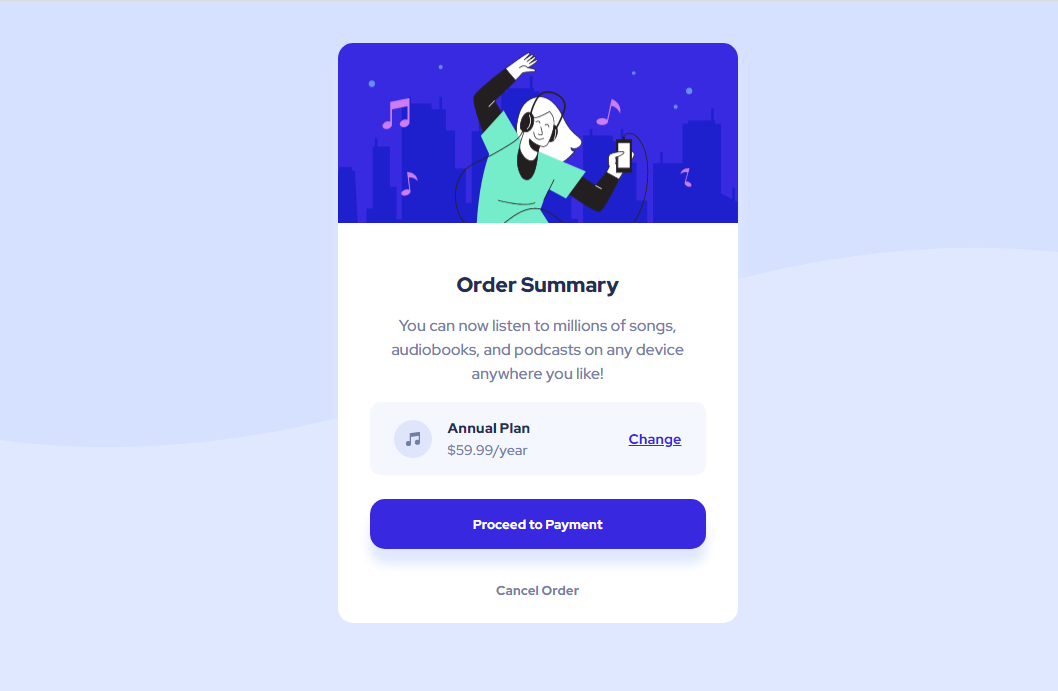 Order Summary
You can now listen to millions of songs,
audiobooks, and podcasts on any device
anywhere you like!
Annual Plan
$59.99/year
Change
Proceed to Payment
Cancel Order